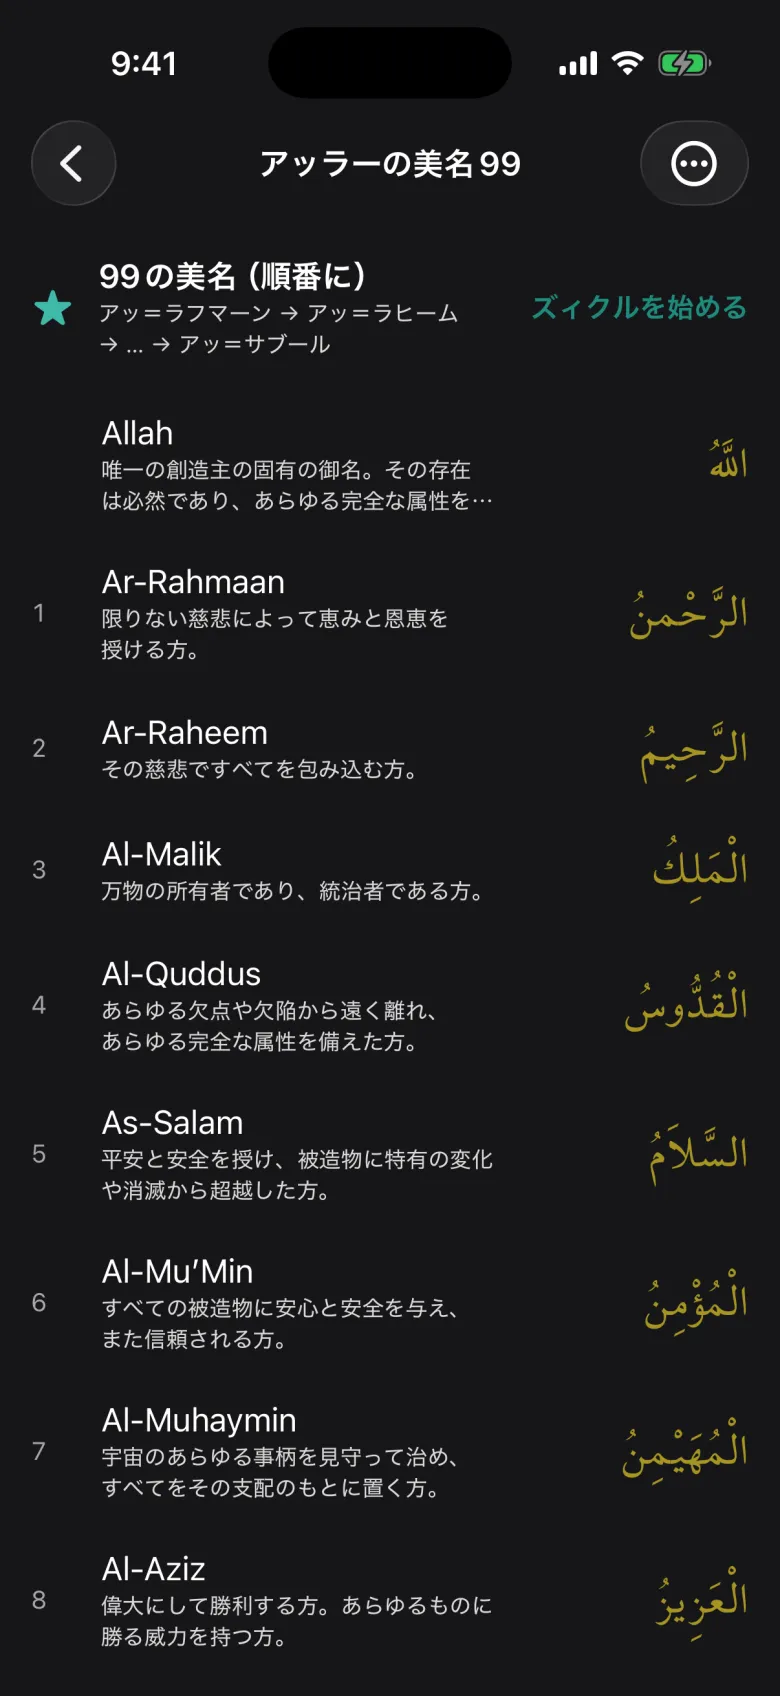 9:41
アッラーの美名99
99の美名（順番に）
アッ＝ラフマーン → アッ＝ラヒーム
→ ... → アッ＝サブール
ズィクルを始める
Allah
唯一の創造主の固有の御名。その存在
は必然であり、あらゆる完全な属性を…
اللَّهُ
1
Ar-Rahmaan
限りない慈悲によって恵みと恩恵を
授ける方。
الرَّحْمنُ
2
Ar-Raheem
その慈悲ですべてを包み込む方。
الرَّحِيمُ
3
Al-Malik
万物の所有者であり、統治者である方。
الْمَلِكُ
4
Al-Quddus
あらゆる欠点や欠陥から遠く離れ、
あらゆる完全な属性を備えた方。
الْقُدُّوسُ
5
As-Salam
平安と安全を授け、被造物に特有の変化
や消滅から超越した方。
السَّلاَمُ
6
Al-Mu’Min
すべての被造物に安心と安全を与え、
また信頼される方。
الْمُؤْمِنُ
7
Al-Muhaymin
宇宙のあらゆる事柄を見守って治め、
すべてをその支配のもとに置く方。
الْمُهَيْمِنُ
8
Al-Aziz
偉大にして勝利する方。あらゆるものに
勝る威力を持つ方。
الْعَزِيزُ